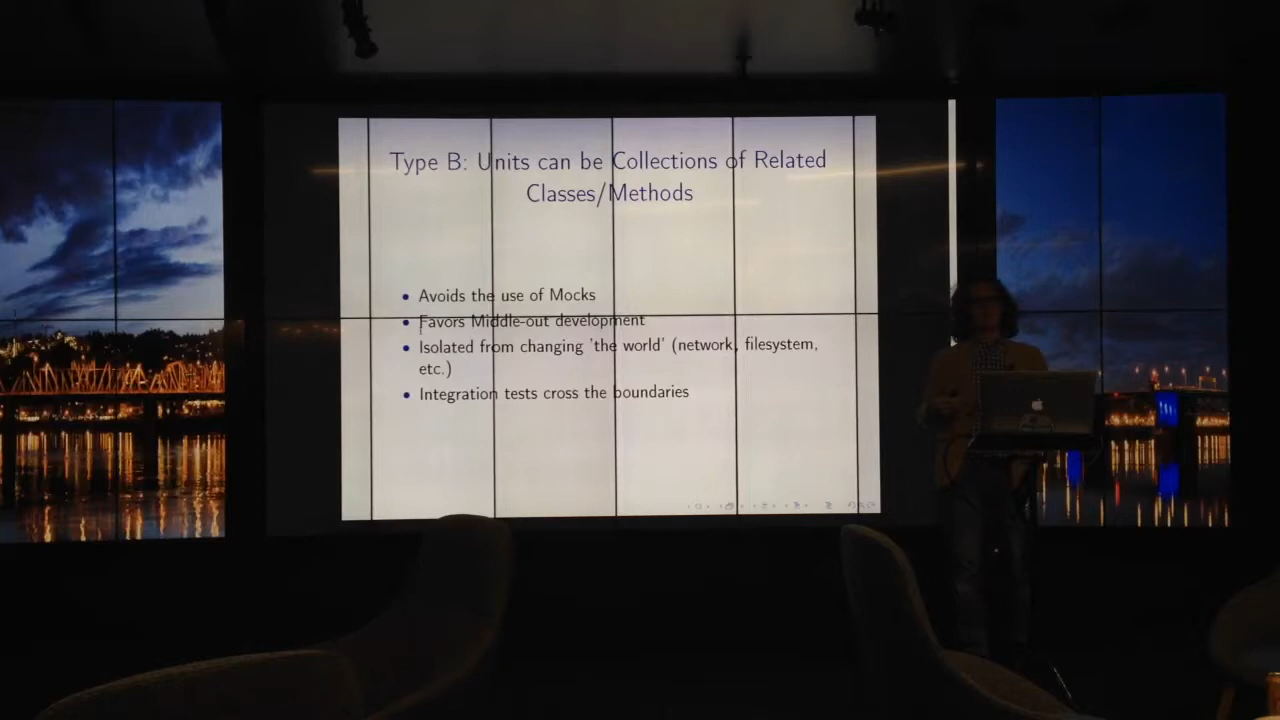 Type B: Units can be Collections of Related
Classes/Methods
Avoids the use of Mocks
Favors Middle-out development
Isolated from changing 'the world' (network, filesystem,
etc.)
Integration tests cross the boundaries